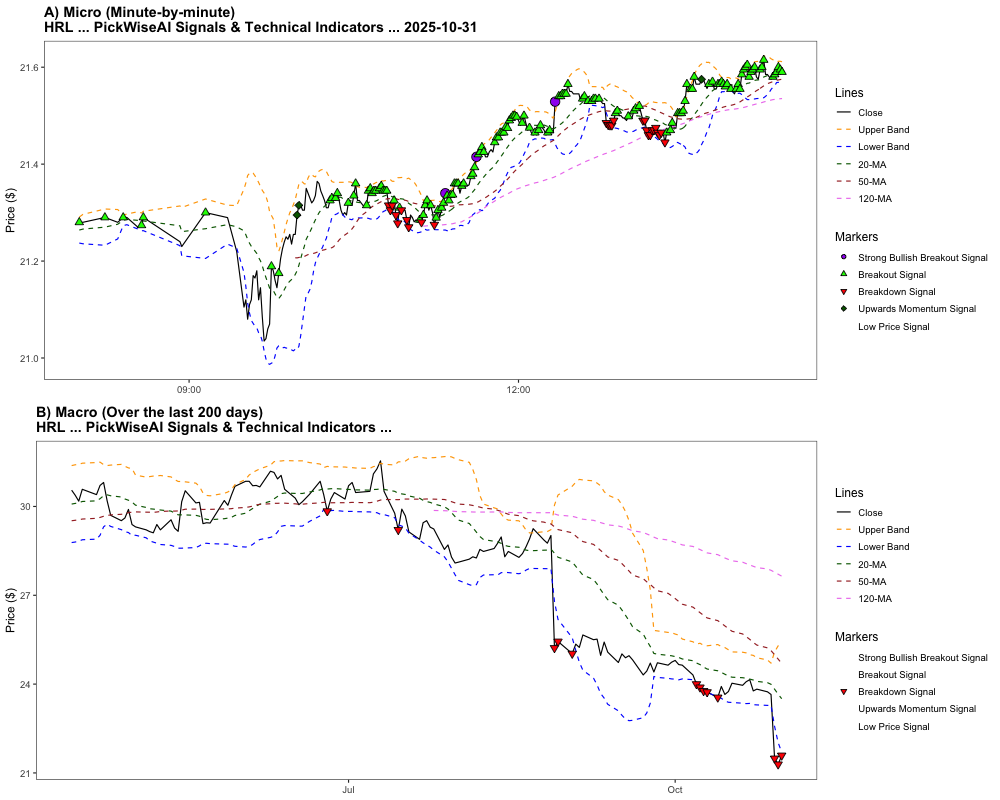 A) Micro (Minute-by-minute)
HRL ... PickWiseAI Signals & Technical Indicators ... 2025-10-31
Price ($)
21.6
21.4
21.2
21.0
09:00
12:00
Lines
Close
Upper Band
Lower Band
20-MA
50-MA
120-MA
Markers
Strong Bullish Breakout Signal
Breakout Signal
Breakdown Signal
Upwards Momentum Signal
Low Price Signal
B) Macro (Over the last 200 days)
HRL ... PickWiseAI Signals & Technical Indicators ...
Price ($)
30
27
24
21
Jul
Oct
Lines
Close
Upper Band
Lower Band
20-MA
50-MA
120-MA
Markers
Strong Bullish Breakout Signal
Breakout Signal
Breakdown Signal
Upwards Momentum Signal
Low Price Signal